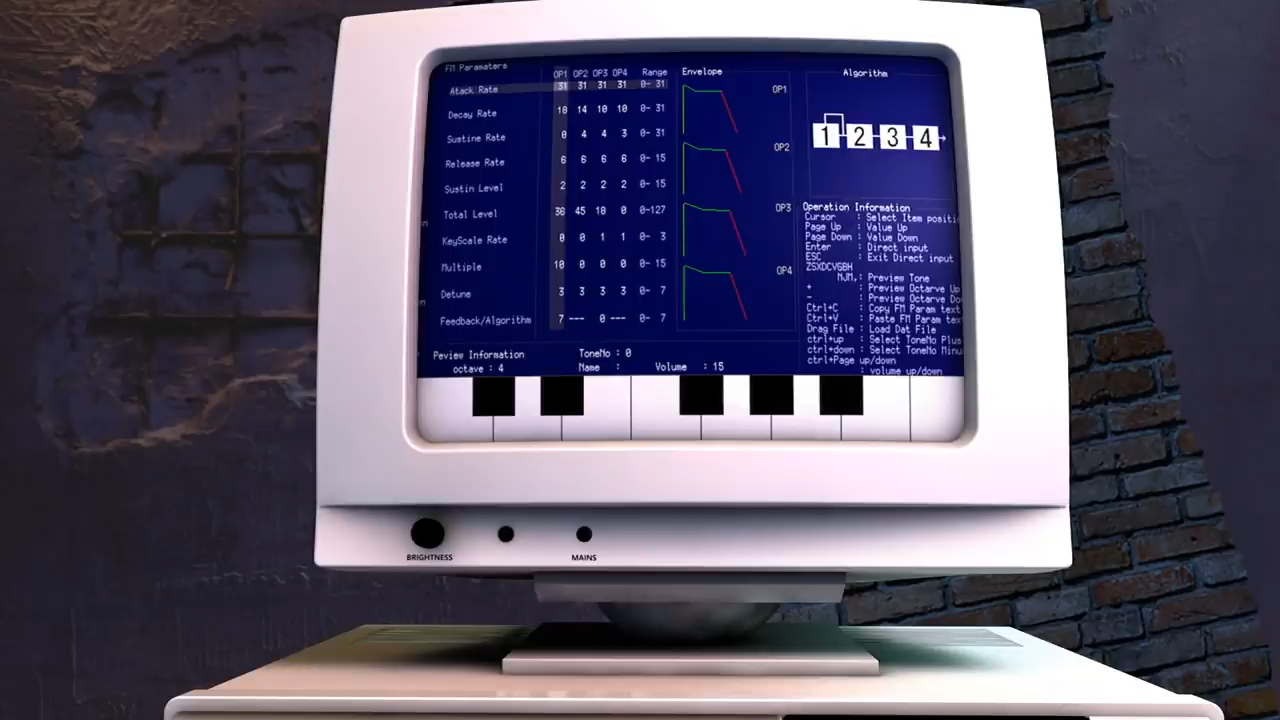 FM Paramaters
OP1 OP2 OP3 OP4 Range
Atack Rate 31 31 31 31 0- 31
Decay Rate 18 14 10 10 0- 31
Sustine Rate 0 4 4 3 0- 31
Release Rate 6 6 6 6 0- 15
Sustin Level 2 2 2 2 0- 15
Total Level 36 45 18 0 0-127
KeyScale Rate 0 0 1 1 0- 3
Multiple 10 0 0 0 0- 15
Detune 3 3 3 3 0- 7
Feedback/Algorithm 7 --- 0 --- 0- 7
Envelope
OP1
OP2
OP3
OP4
Algorithm
1 2 3 4
Operation Information
Cursor : Select Item positi
Page Up : Value Up
Page Down : Value Down
Enter : Direct input
ESC : Exit Direct input
ZSXDCVGBH
NJM, : Preview Tone
+ : Preview Octarve Up
- : Preview Octarve Do
Ctrl+C : Copy FM Param text
Ctrl+V : Paste FM Param tex
Drag File : Load Dat File
ctrl+up : Select ToneNo Plus
ctrl+down : Select ToneNo Minu
ctrl+Page up/down
: volume up/down
Peview Information ToneNo : 0
octave : 4 Name : Volume : 15
BRIGHTNESS MAINS